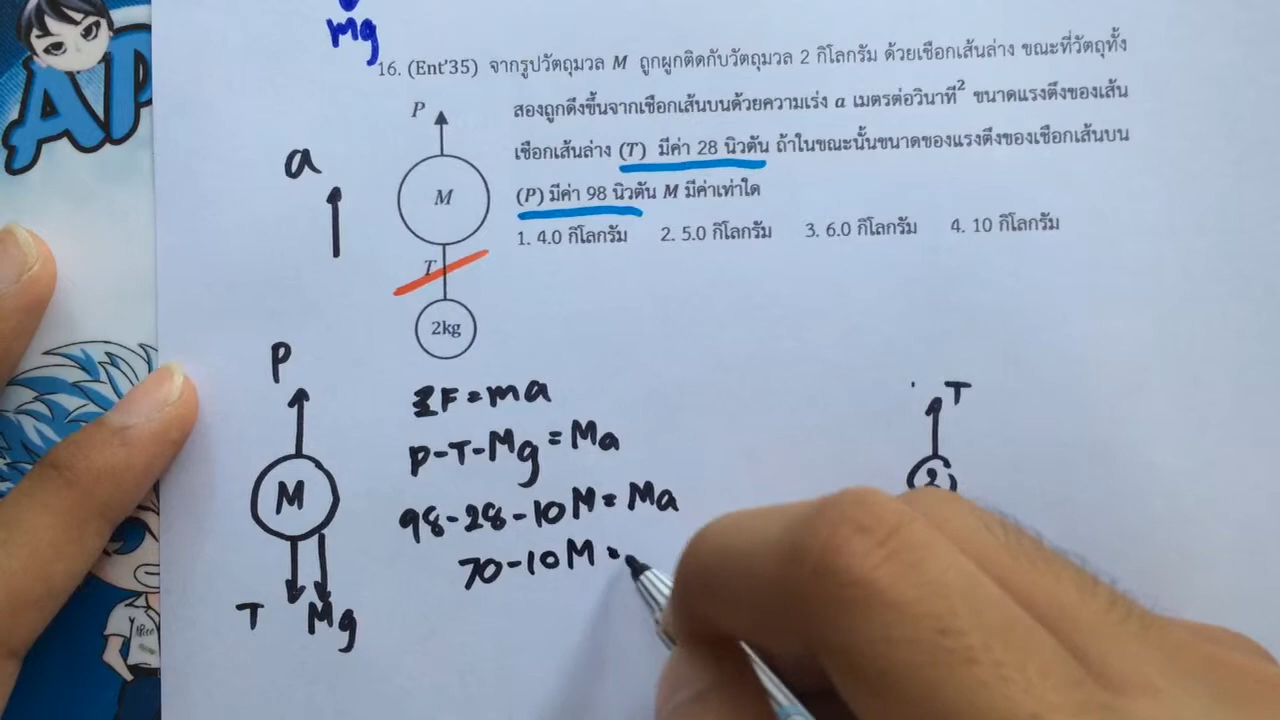 mg
16. (Ent'35) จากรูปวัตถุมวล M ถูกผูกติดกับวัตถุมวล 2 กิโลกรัม ด้วยเชือกเส้นล่าง ขณะที่วัตถุทั้ง
สองถูกดึงขึ้นจากเชือกเส้นบนด้วยความเร่ง a เมตรต่อวินาที² ขนาดแรงตึงของเส้น
เชือกเส้นล่าง (T) มีค่า 28 นิวตัน ถ้าในขณะนั้นขนาดของแรงตึงของเชือกเส้นบน
(P) มีค่า 98 นิวตัน M มีค่าเท่าใด
1. 4.0 กิโลกรัม 2. 5.0 กิโลกรัม 3. 6.0 กิโลกรัม 4. 10 กิโลกรัม
P
a
M
T
2kg
P
M
T Mg
ΣF=ma
P-T-Mg=Ma
98-28-10M=Ma
70-10M=
T
2